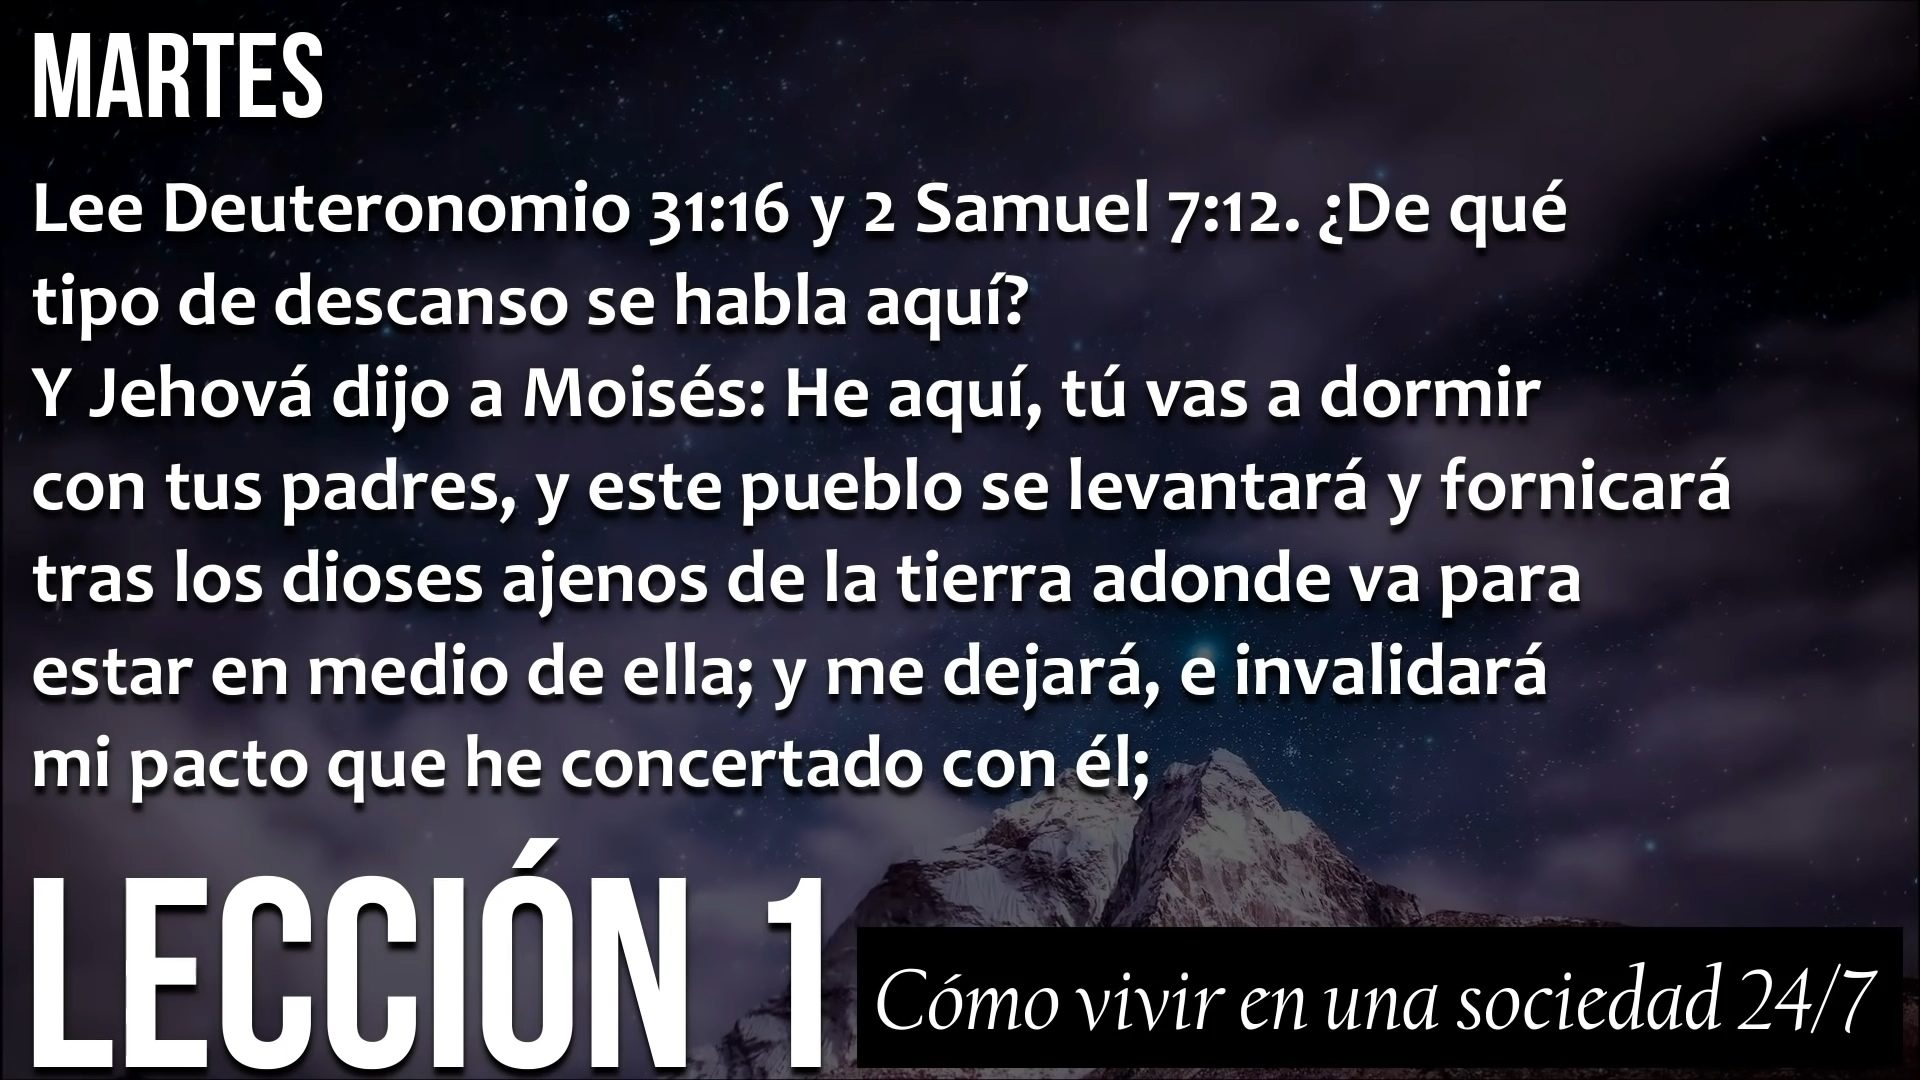 MARTES
Lee Deuteronomio 31:16 y 2 Samuel 7:12. ¿De qué
tipo de descanso se habla aquí?
Y Jehová dijo a Moisés: He aquí, tú vas a dormir
con tus padres, y este pueblo se levantará y fornicará
tras los dioses ajenos de la tierra adonde va para
estar en medio de ella; y me dejará, e invalidará
mi pacto que he concertado con él;
LECCIÓN 1
Cómo vivir en una sociedad 24/7